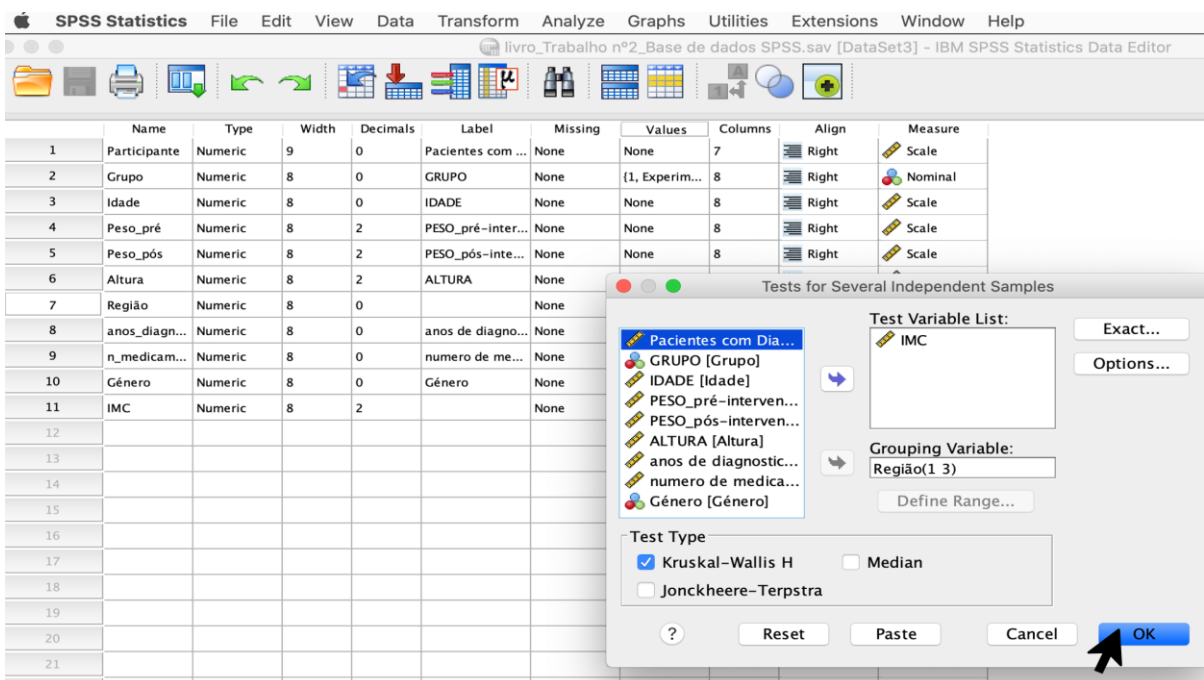 SPSS Statistics File Edit View Data Transform Analyze Graphs Utilities Extensions Window Help
livro_Trabalho nº2_Base de dados SPSS.sav [DataSet3] - IBM SPSS Statistics Data Editor
Name Type Width Decimals Label Missing Values Columns Align Measure
1 Participante Numeric 9 0 Pacientes com ... None None 7 Right Scale
2 Grupo Numeric 8 0 GRUPO None {1, Experim... 8 Right Nominal
3 Idade Numeric 8 0 IDADE None None 8 Right Scale
4 Peso_pré Numeric 8 2 PESO_pré-inter... None None 8 Right Scale
5 Peso_pós Numeric 8 2 PESO_pós-inte... None None 8 Right Scale
6 Altura Numeric 8 2 ALTURA None
7 Região Numeric 8 0 None
8 anos_diagn... Numeric 8 0 anos de diagno... None
9 n_medicam... Numeric 8 0 numero de me... None
10 Género Numeric 8 0 Género None
11 IMC Numeric 8 2 None
12
13
14
15
16
17
18
19
20
21
Tests for Several Independent Samples
Pacientes com Dia...
GRUPO [Grupo]
IDADE [Idade]
PESO_pré-interven...
PESO_pós-interven...
ALTURA [Altura]
anos de diagnostic...
numero de medica...
Género [Género]
Test Variable List:
IMC
Grouping Variable:
Região(1 3)
Define Range...
Exact...
Options...
Test Type
Kruskal-Wallis H Median
Jonckheere-Terpstra
? Reset Paste Cancel OK